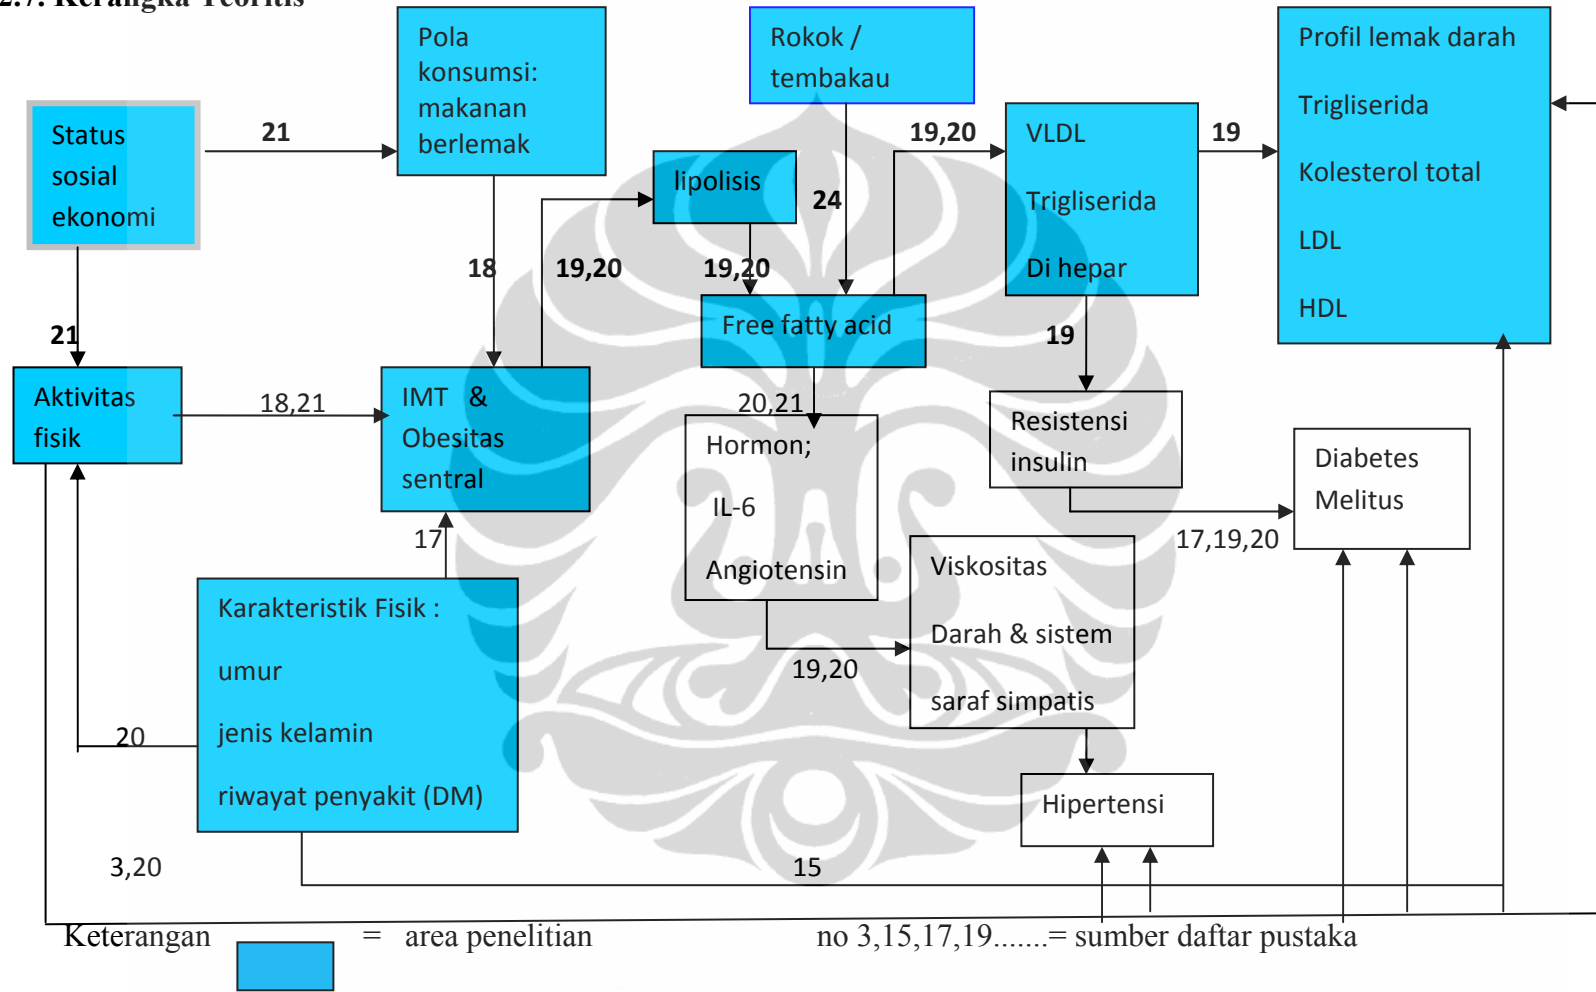 2.7. Kerangka Teoritis
Pola
konsumsi:
makanan
berlemak
Rokok /
tembakau
Profil lemak darah
Trigliserida
Kolesterol total
LDL
HDL
Status
sosial
ekonomi
21
lipolisis
24
19,20
VLDL
Trigliserida
Di hepar
19
18
19,20
19,20
Free fatty acid
21
19
Aktivitas
fisik
18,21
IMT &
Obesitas
sentral
20,21
Hormon;
IL-6
Angiotensin
Resistensi
insulin
Diabetes
Melitus
17,19,20
17
Karakteristik Fisik :
umur
jenis kelamin
riwayat penyakit (DM)
Viskositas
Darah & sistem
saraf simpatis
19,20
20
Hipertensi
3,20
15
Keterangan = area penelitian no 3,15,17,19.......= sumber daftar pustaka